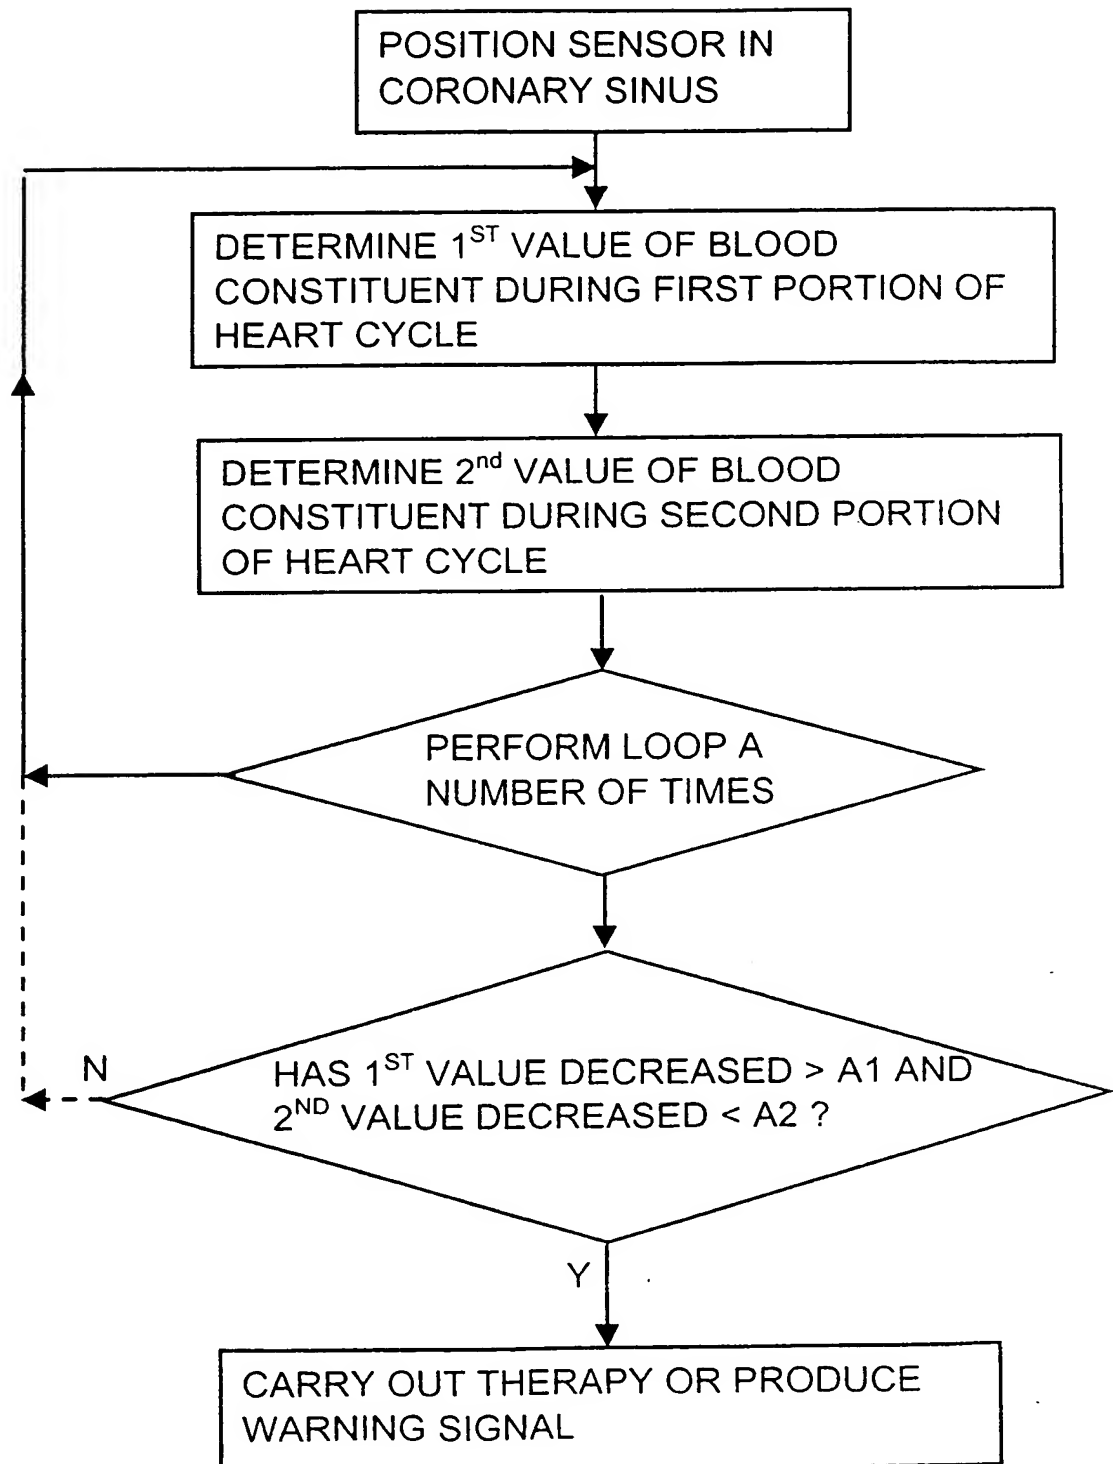 POSITION SENSOR IN
CORONARY SINUS
DETERMINE 1ST VALUE OF BLOOD
CONSTITUENT DURING FIRST PORTION OF
HEART CYCLE
DETERMINE 2nd VALUE OF BLOOD
CONSTITUENT DURING SECOND PORTION
OF HEART CYCLE
PERFORM LOOP A
NUMBER OF TIMES
N
HAS 1ST VALUE DECREASED > A1 AND
2ND VALUE DECREASED < A2 ?
Y
CARRY OUT THERAPY OR PRODUCE
WARNING SIGNAL